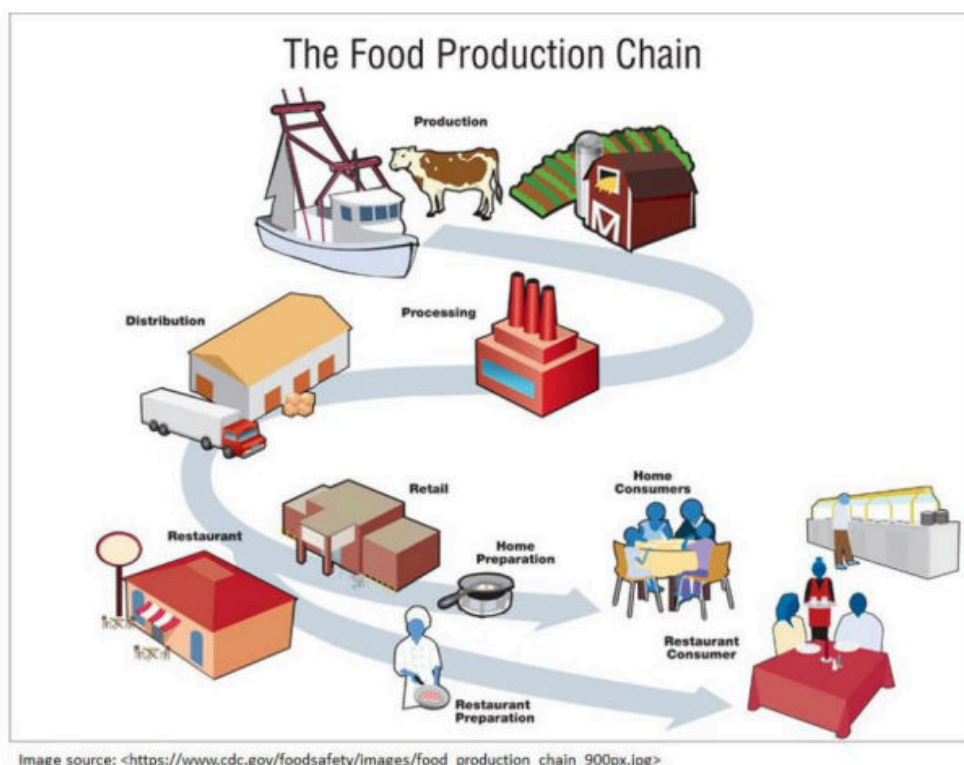 The Food Production Chain
Production
Distribution
Processing
Retail
Home
Consumers
Restaurant
Home
Preparation
Restaurant
Consumer
Restaurant
Preparation
Image source: <https://www.cdc.gov/foodsafety/images/food_production_chain_900px.jpg>